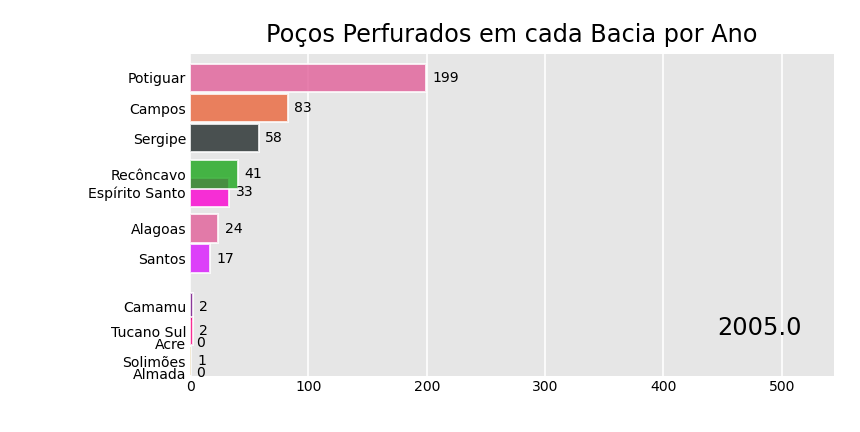 Poços Perfurados em cada Bacia por Ano
Potiguar 199
Campos 83
Sergipe 58
Recôncavo 41
Espírito Santo 33
Alagoas 24
Santos 17
Camamu 2
Tucano Sul 2
Acre 0
Solimões 1
Almada 0
2005.0
0 100 200 300 400 500